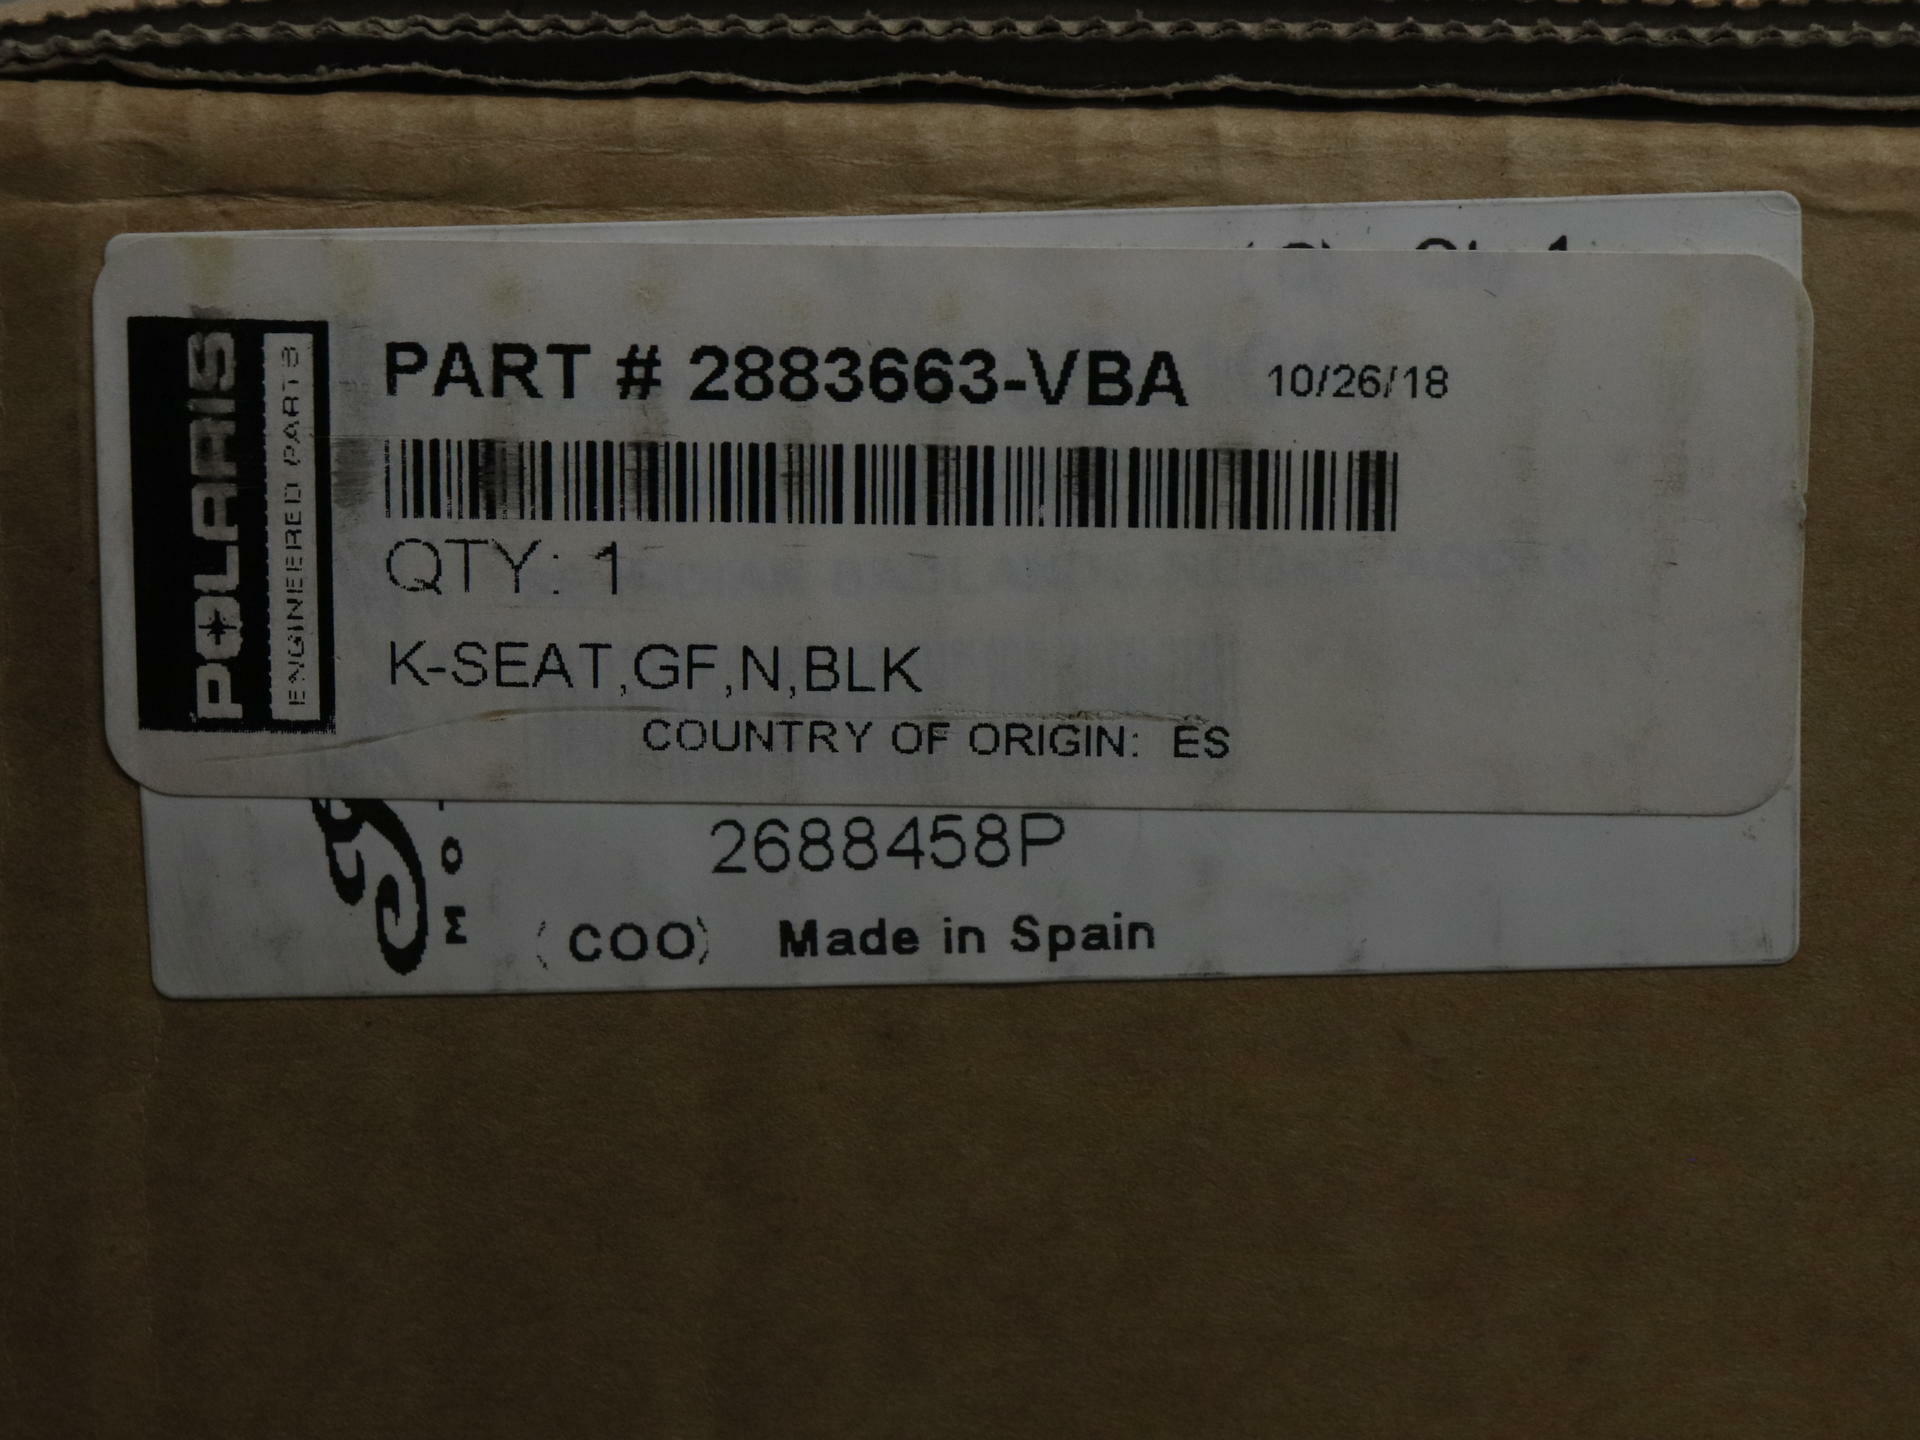 POLARIS
ENGINEERED PARTS
PART # 2883663-VBA 10/26/18
QTY: 1
K-SEAT,GF,N,BLK
COUNTRY OF ORIGIN: ES
2688458P
(COO) Made in Spain